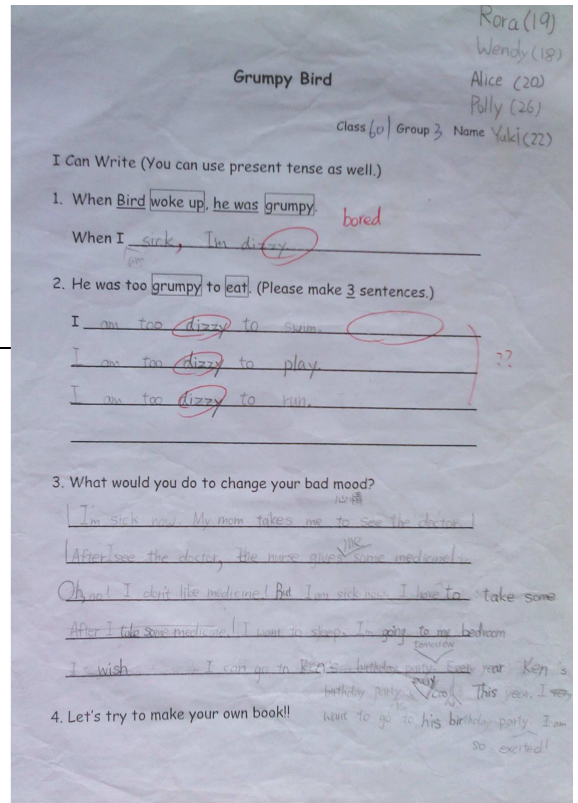 Rora (19)
Wendy (18)
Grumpy Bird
Alice (20)
Polly (26)
Class 601 Group 3 Name Yuki (22)
I Can Write (You can use present tense as well.)
1. When Bird woke up, he was grumpy.
bored
When I sick, I'm dizzy
am
2. He was too grumpy to eat. (Please make 3 sentences.)
I am too dizzy to swim.
I am too dizzy to play. ??
I am too dizzy to run.
3. What would you do to change your bad mood?
心情
I'm sick now. My mom takes me to see the doctor.
me
After I see the doctor, the nurse gives some medicine!
Oh, no! I don't like medicine! But I am sick now. I have to take some
After I take some medicine! I want to sleep. I'm going to my bedroom
tomorrow
I wish I can go to Ken's birthday party. Every year Ken's
birthday party cool. This year, I
4. Let's try to make your own book!! want to go to his birthday party I am
so excited!